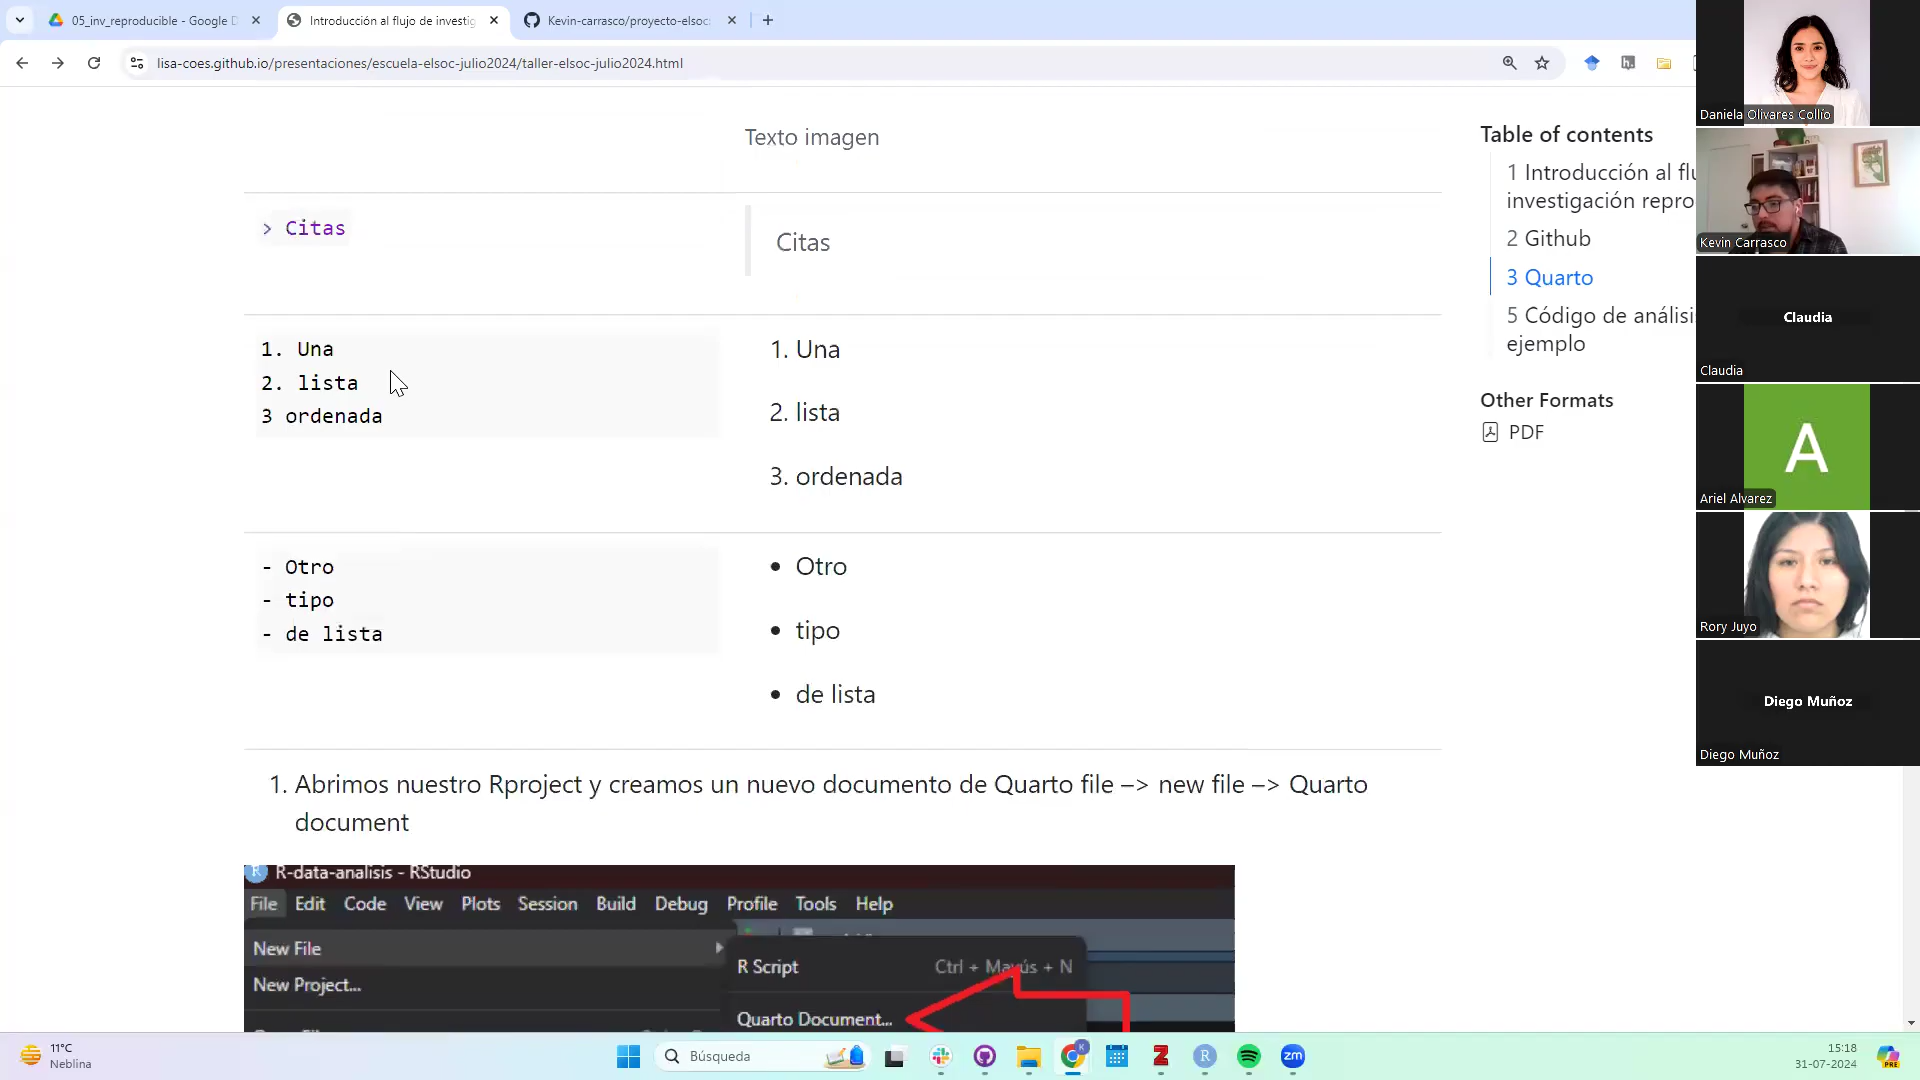 05_inv_reproducible - Google D
Introducción al flujo de investig
Kevin-carrasco/proyecto-elsoc
lisa-coes.github.io/presentaciones/escuela-elsoc-julio2024/taller-elsoc-julio2024.html
Texto imagen
> Citas
Citas
1. Una
2. lista
3 ordenada
1. Una
2. lista
3. ordenada
- Otro
- tipo
- de lista
• Otro
• tipo
• de lista
1. Abrimos nuestro Rproject y creamos un nuevo documento de Quarto file –> new file –> Quarto
document
R R-data-analisis - RStudio
File Edit Code View Plots Session Build Debug Profile Tools Help
New File
New Project...
R Script Ctrl + Mayús + N
Quarto Document...
Table of contents
1 Introducción al flu
investigación repro
2 Github
3 Quarto
5 Código de análisis
ejemplo
Other Formats
PDF
Daniela Olivares Collío
Kevin Carrasco
Claudia
Claudia
A
Ariel Alvarez
Rory Juyo
Diego Muñoz
Diego Muñoz
11°C
Neblina
Búsqueda
K
Z
R
zm
15:18
31-07-2024
PRE